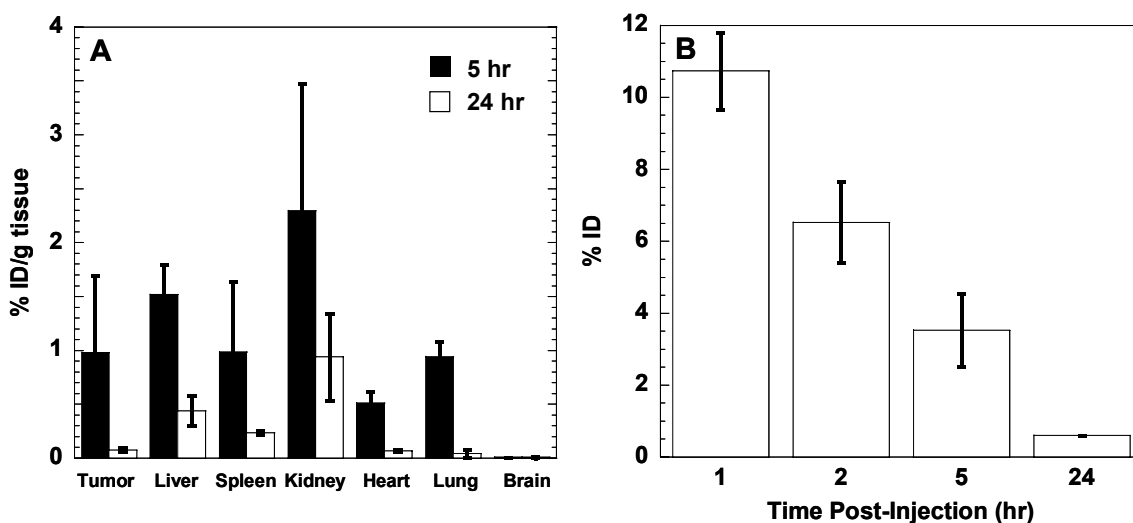 A
5 hr
24 hr
4
3
2
1
0
% ID/g tissue
Tumor Liver Spleen Kidney Heart Lung Brain
B
12
10
8
6
4
2
0
% ID
1 2 5 24
Time Post-Injection (hr)